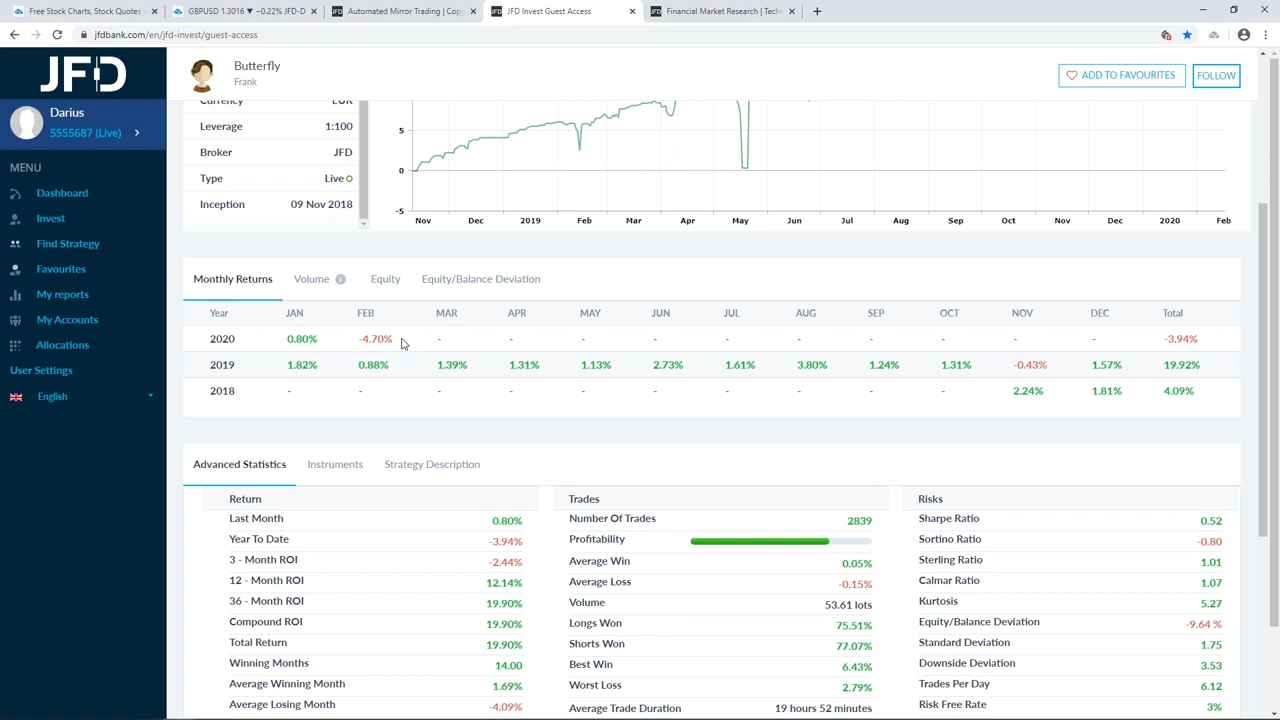 Free Stock Charts, Stock Quotes
GBPUSD 1.3016 ▼ −0.22% JFD-D
Automated Mirror Trading | Copy
JFD Invest Guest Access
Financial Market Research | Tech
jfdbank.com/en/jfd-invest/guest-access
JFD
Darius
5555687 (Live)
MENU
Dashboard
Invest
Find Strategy
Favourites
My reports
My Accounts
Allocations
User Settings
English
Butterfly
Frank
ADD TO FAVOURITES
FOLLOW
Currency EUR
Leverage 1:100
Broker JFD
Type Live
Inception 09 Nov 2018
5
0
-5
Nov Dec 2019 Feb Mar Apr May Jun Jul Aug Sep Oct Nov Dec 2020 Feb
Monthly Returns Volume Equity Equity/Balance Deviation
Year JAN FEB MAR APR MAY JUN JUL AUG SEP OCT NOV DEC Total
2020 0.80% -4.70% - - - - - - - - - - -3.94%
2019 1.82% 0.88% 1.39% 1.31% 1.13% 2.73% 1.61% 3.80% 1.24% 1.31% -0.43% 1.57% 19.92%
2018 - - - - - - - - - - 2.24% 1.81% 4.09%
Advanced Statistics Instruments Strategy Description
Return
Last Month 0.80%
Year To Date -3.94%
3 - Month ROI -2.44%
12 - Month ROI 12.14%
36 - Month ROI 19.90%
Compound ROI 19.90%
Total Return 19.90%
Winning Months 14.00
Average Winning Month 1.69%
Average Losing Month -4.09%
Trades
Number Of Trades 2839
Profitability
Average Win 0.05%
Average Loss -0.15%
Volume 53.61 lots
Longs Won 75.51%
Shorts Won 77.07%
Best Win 6.43%
Worst Loss 2.79%
Average Trade Duration 19 hours 52 minutes
Risks
Sharpe Ratio 0.52
Sortino Ratio -0.80
Sterling Ratio 1.01
Calmar Ratio 1.07
Kurtosis 5.27
Equity/Balance Deviation -9.64 %
Standard Deviation 1.75
Downside Deviation 3.53
Trades Per Day 6.12
Risk Free Rate 3%